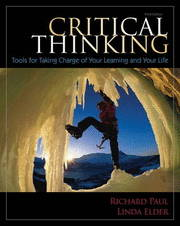 CRITICAL
THINKING
Tools for Taking Charge of Your Learning and Your Life
RICHARD PAUL
LINDA ELDER